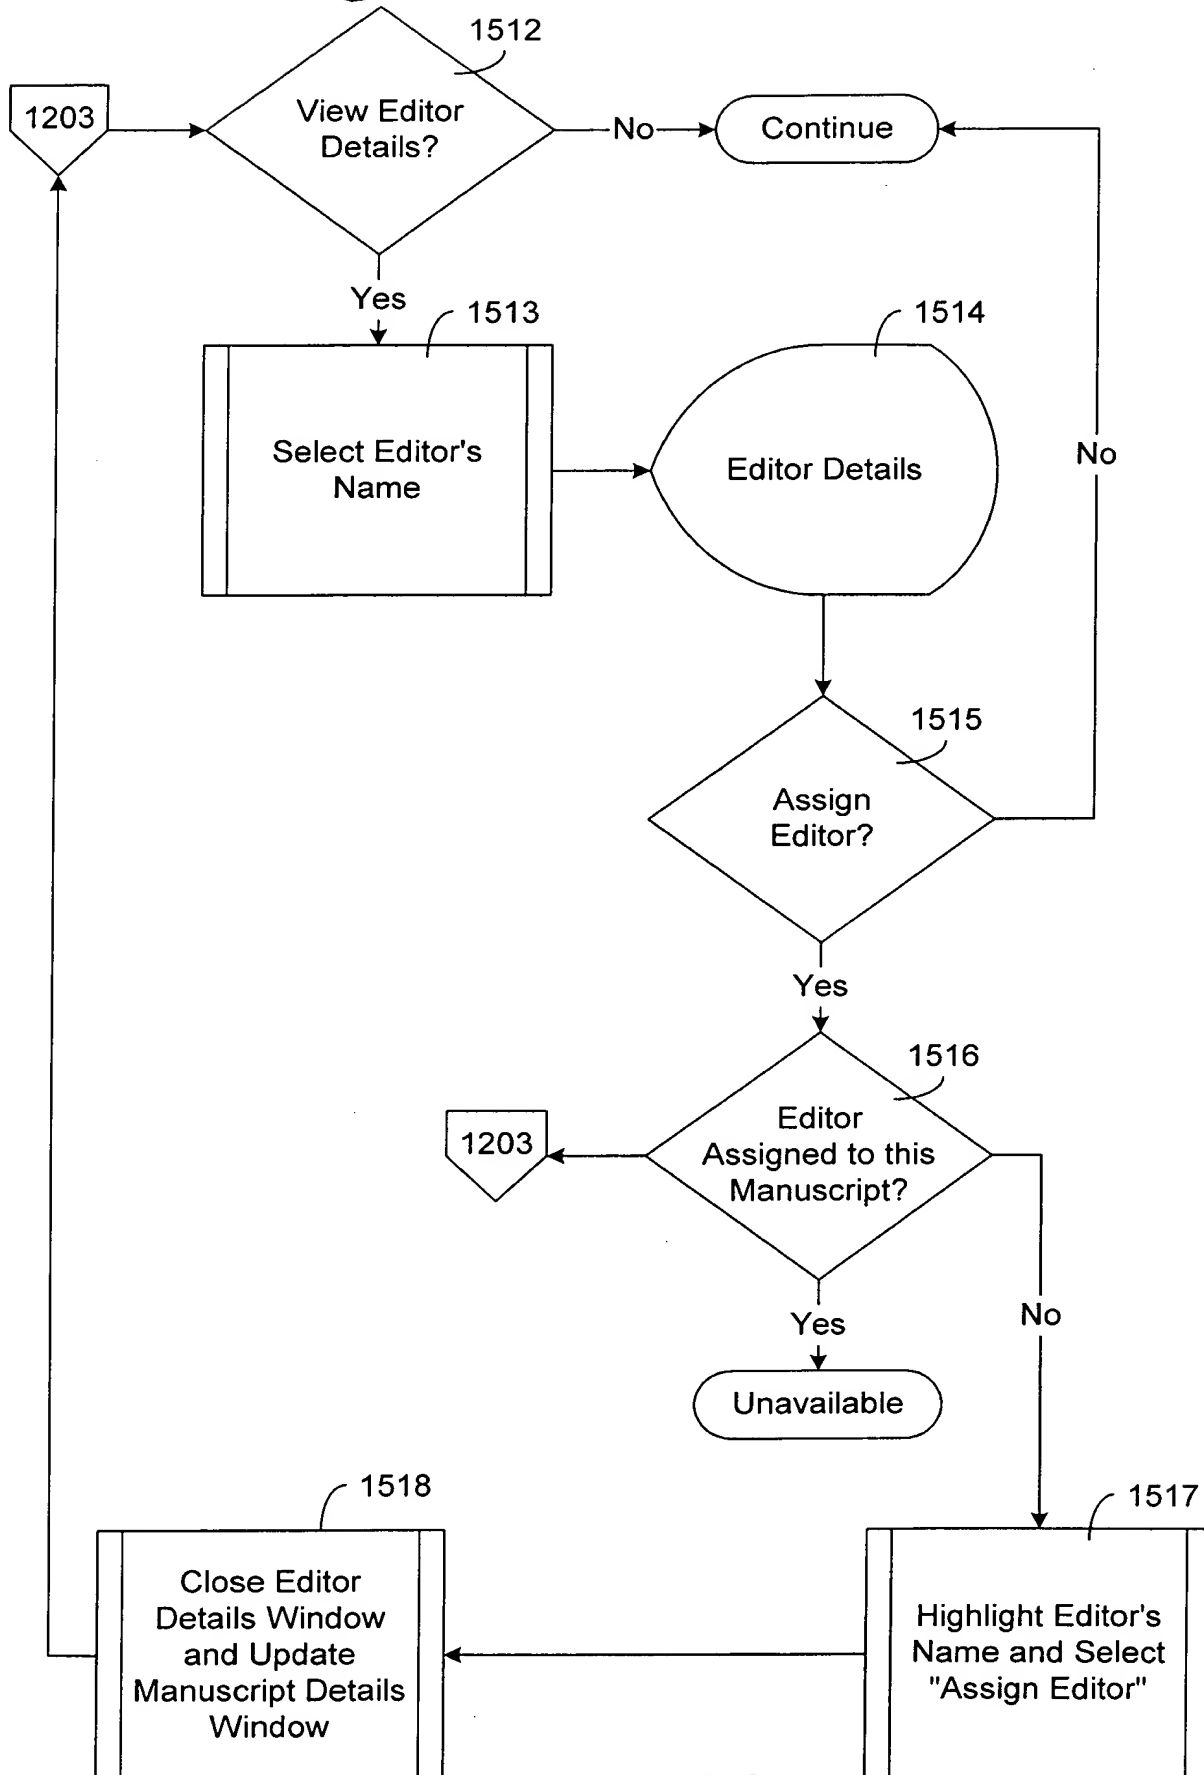 1512
1203
View Editor
Details?
No
Continue
Yes
1513
1514
Select Editor's
Name
Editor Details
No
1515
Assign
Editor?
Yes
1516
1203
Editor
Assigned to this
Manuscript?
Yes
No
Unavailable
1518
1517
Close Editor
Details Window
and Update
Manuscript Details
Window
Highlight Editor's
Name and Select
"Assign Editor"